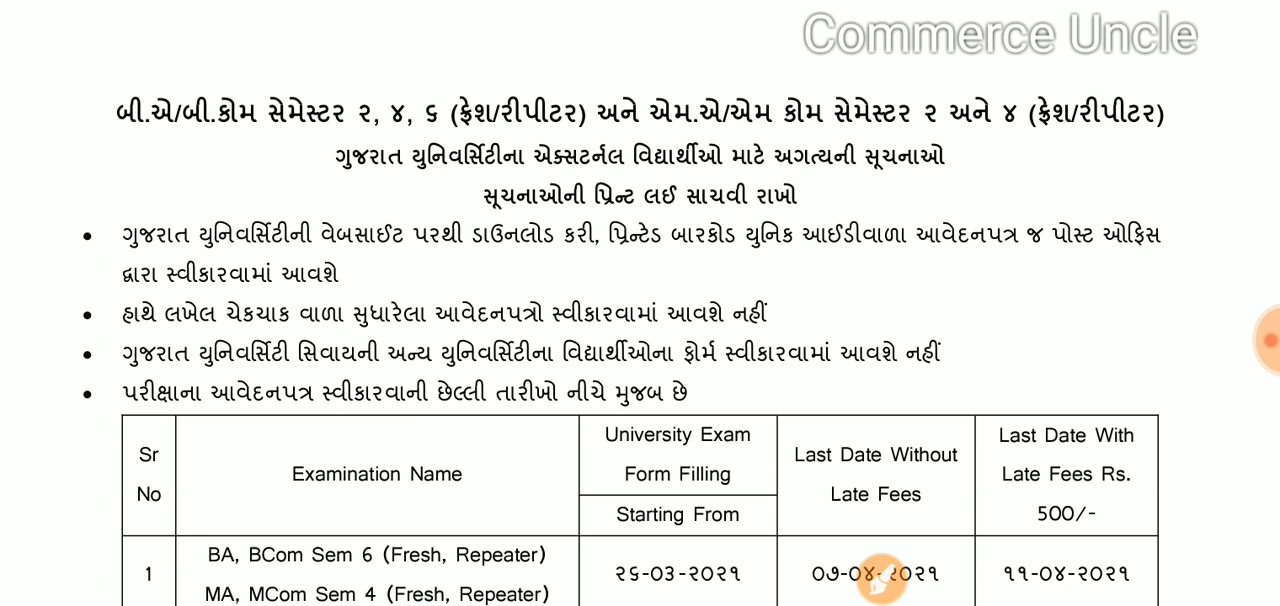 Commerce Uncle
બી.એ/બી.કોમ સેમેસ્ટર ૨, ૪, ૬ (ફ્રેશ/રીપીટર) અને એમ.એ/એમ કોમ સેમેસ્ટર ૨ અને ૪ (ફ્રેશ/રીપીટર)
ગુજરાત યુનિવર્સિટીના એક્સટર્નલ વિદ્યાર્થીઓ માટે અગત્યની સૂચનાઓ
સૂચનાઓની પ્રિન્ટ લઈ સાચવી રાખો
• ગુજરાત યુનિવર્સિટીની વેબસાઈટ પરથી ડાઉનલોડ કરી, પ્રિન્ટેડ બારકોડ યુનિક આઈડીવાળા આવેદનપત્ર જ પોસ્ટ ઓફિસ
દ્વારા સ્વીકારવામાં આવશે
• હાથે લખેલ ચેકચાક વાળા સુધારેલા આવેદનપત્રો સ્વીકારવામાં આવશે નહીં
• ગુજરાત યુનિવર્સિટી સિવાયની અન્ય યુનિવર્સિટીના વિદ્યાર્થીઓના ફોર્મ સ્વીકારવામાં આવશે નહીં
• પરીક્ષાના આવેદનપત્ર સ્વીકારવાની છેલ્લી તારીખો નીચે મુજબ છે
Sr
No
Examination Name
University Exam
Form Filling
Starting From
Last Date Without
Late Fees
Last Date With
Late Fees Rs.
500/-
1
BA, BCom Sem 6 (Fresh, Repeater)
MA, MCom Sem 4 (Fresh, Repeater)
૨૬-૦૩-૨૦૨૧
૦૭-૦૪-૨૦૨૧
૧૧-૦૪-૨૦૨૧